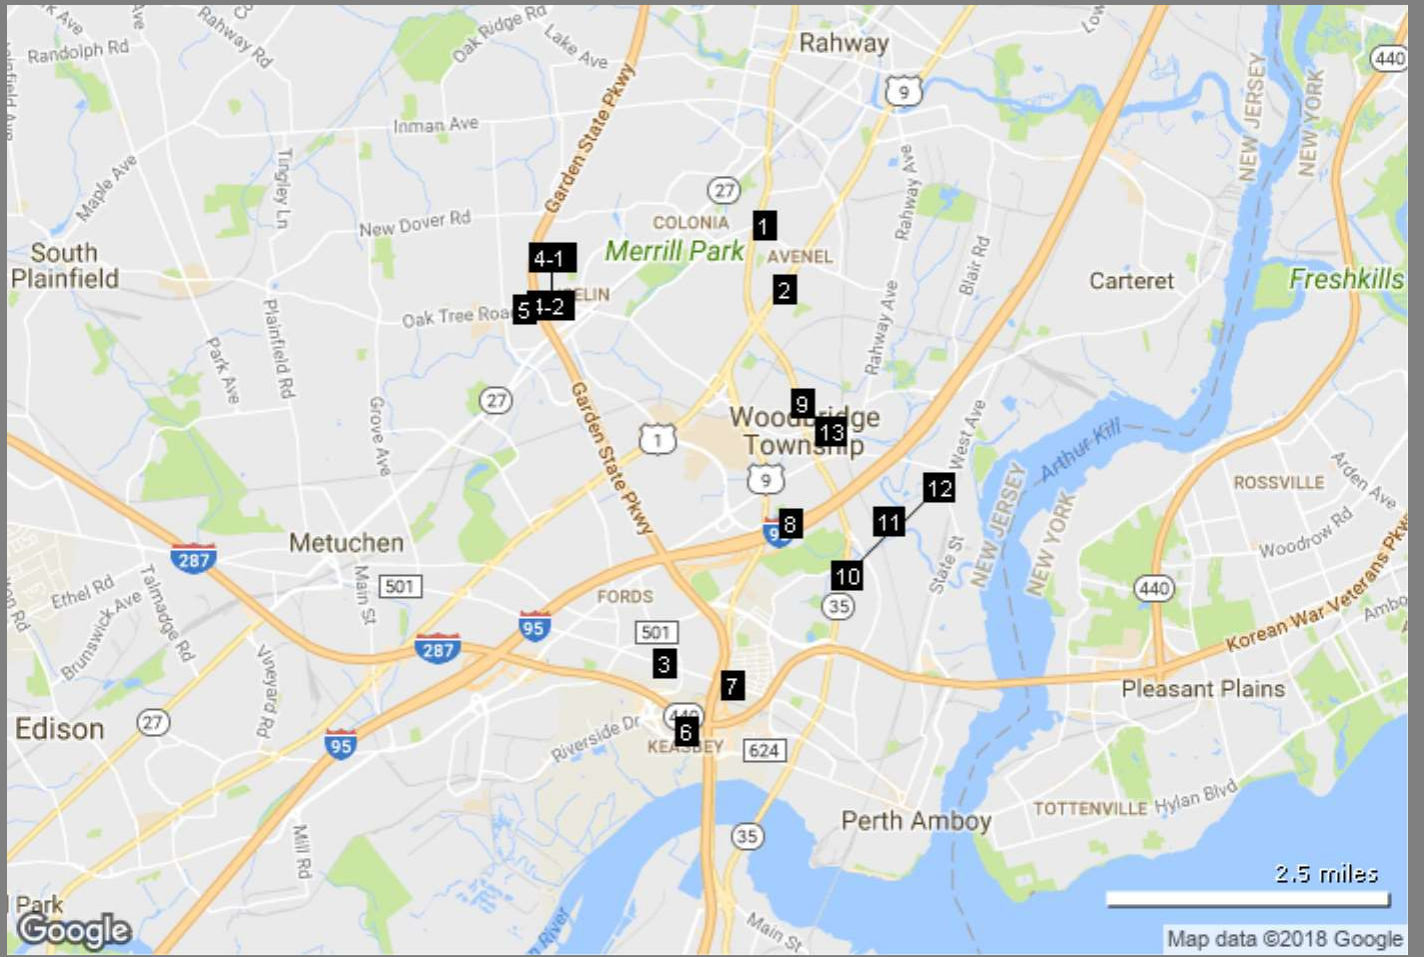 Rahway
440
Randolph Rd
Rahway Rd
Oak Ridge Rd
Lake Ave
Garden State Pkwy
9
NEW JERSEY
NEW YORK
Inman Ave
Maple Ave
Tingley Ln
27
Rahway Ave
New Dover Rd
COLONIA
1
Merrill Park
AVENEL
South
Plainfield
4-1
Blair Rd
Carteret
Freshkills
2
5
4-2
Oak Tree Road
Plainfield Rd
Park Ave
Rahway Ave
27
Grove Ave
Garden State Pkwy
9
Woodbridge
Township
13
1
West Ave
Arthur Kill
9
12
ROSSVILLE
Arden Ave
8
11
NEW JERSEY
NEW YORK
Woodrow Rd
Metuchen
287
Ethel Rd
Talmadge Rd
Main St
501
FORDS
10
State St
35
440
Korean War Veterans Pkwy
Brunswick Ave
95
501
287
3
Vineyard Rd
7
Pleasant Plains
Edison
27
95
Riverside Dr
440
6
KEASBEY
624
TOTTENVILLE
Hylan Blvd
Perth Amboy
35
Mill Rd
2.5 miles
Park
Google
River
Main St
Map data ©2018 Google